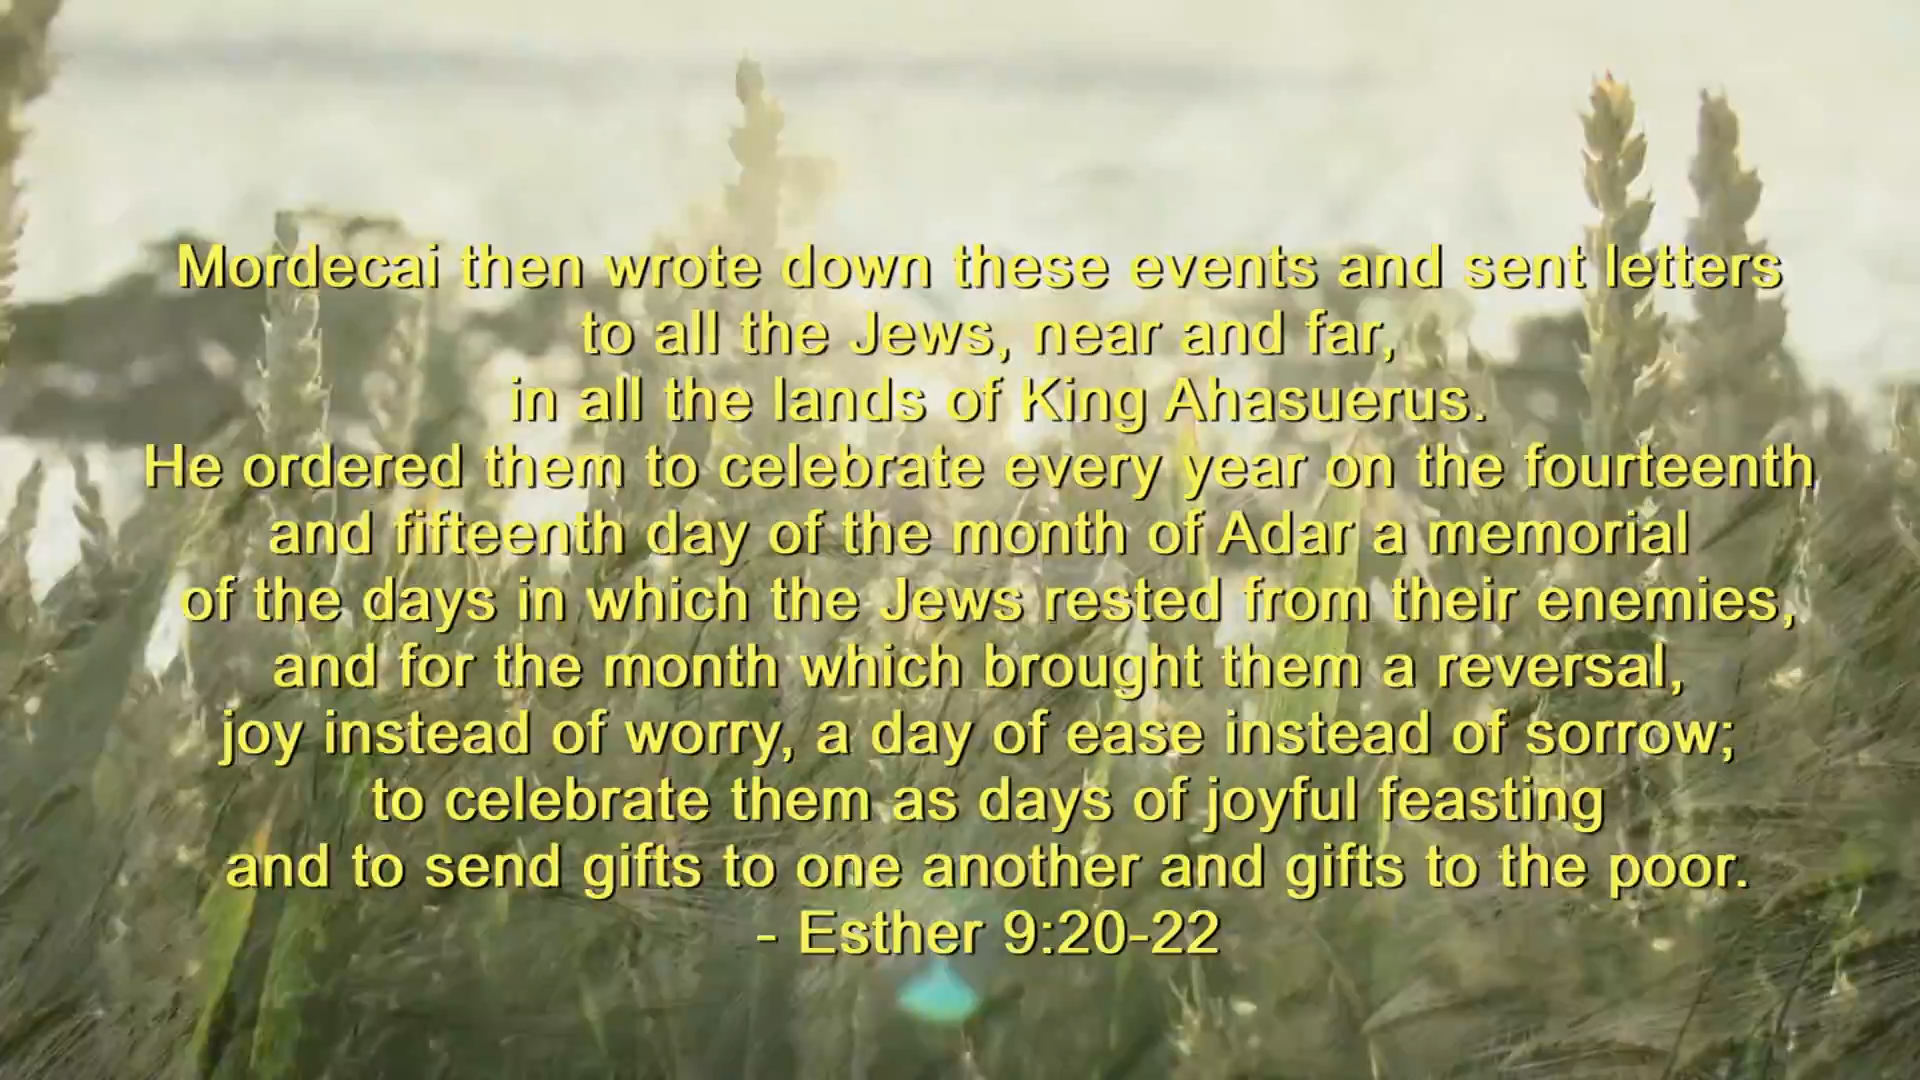 Mordecai then wrote down these events and sent letters
to all the Jews, near and far,
in all the lands of King Ahasuerus.
He ordered them to celebrate every year on the fourteenth
and fifteenth day of the month of Adar a memorial
of the days in which the Jews rested from their enemies,
and for the month which brought them a reversal,
joy instead of worry, a day of ease instead of sorrow;
to celebrate them as days of joyful feasting
and to send gifts to one another and gifts to the poor.
- Esther 9:20-22